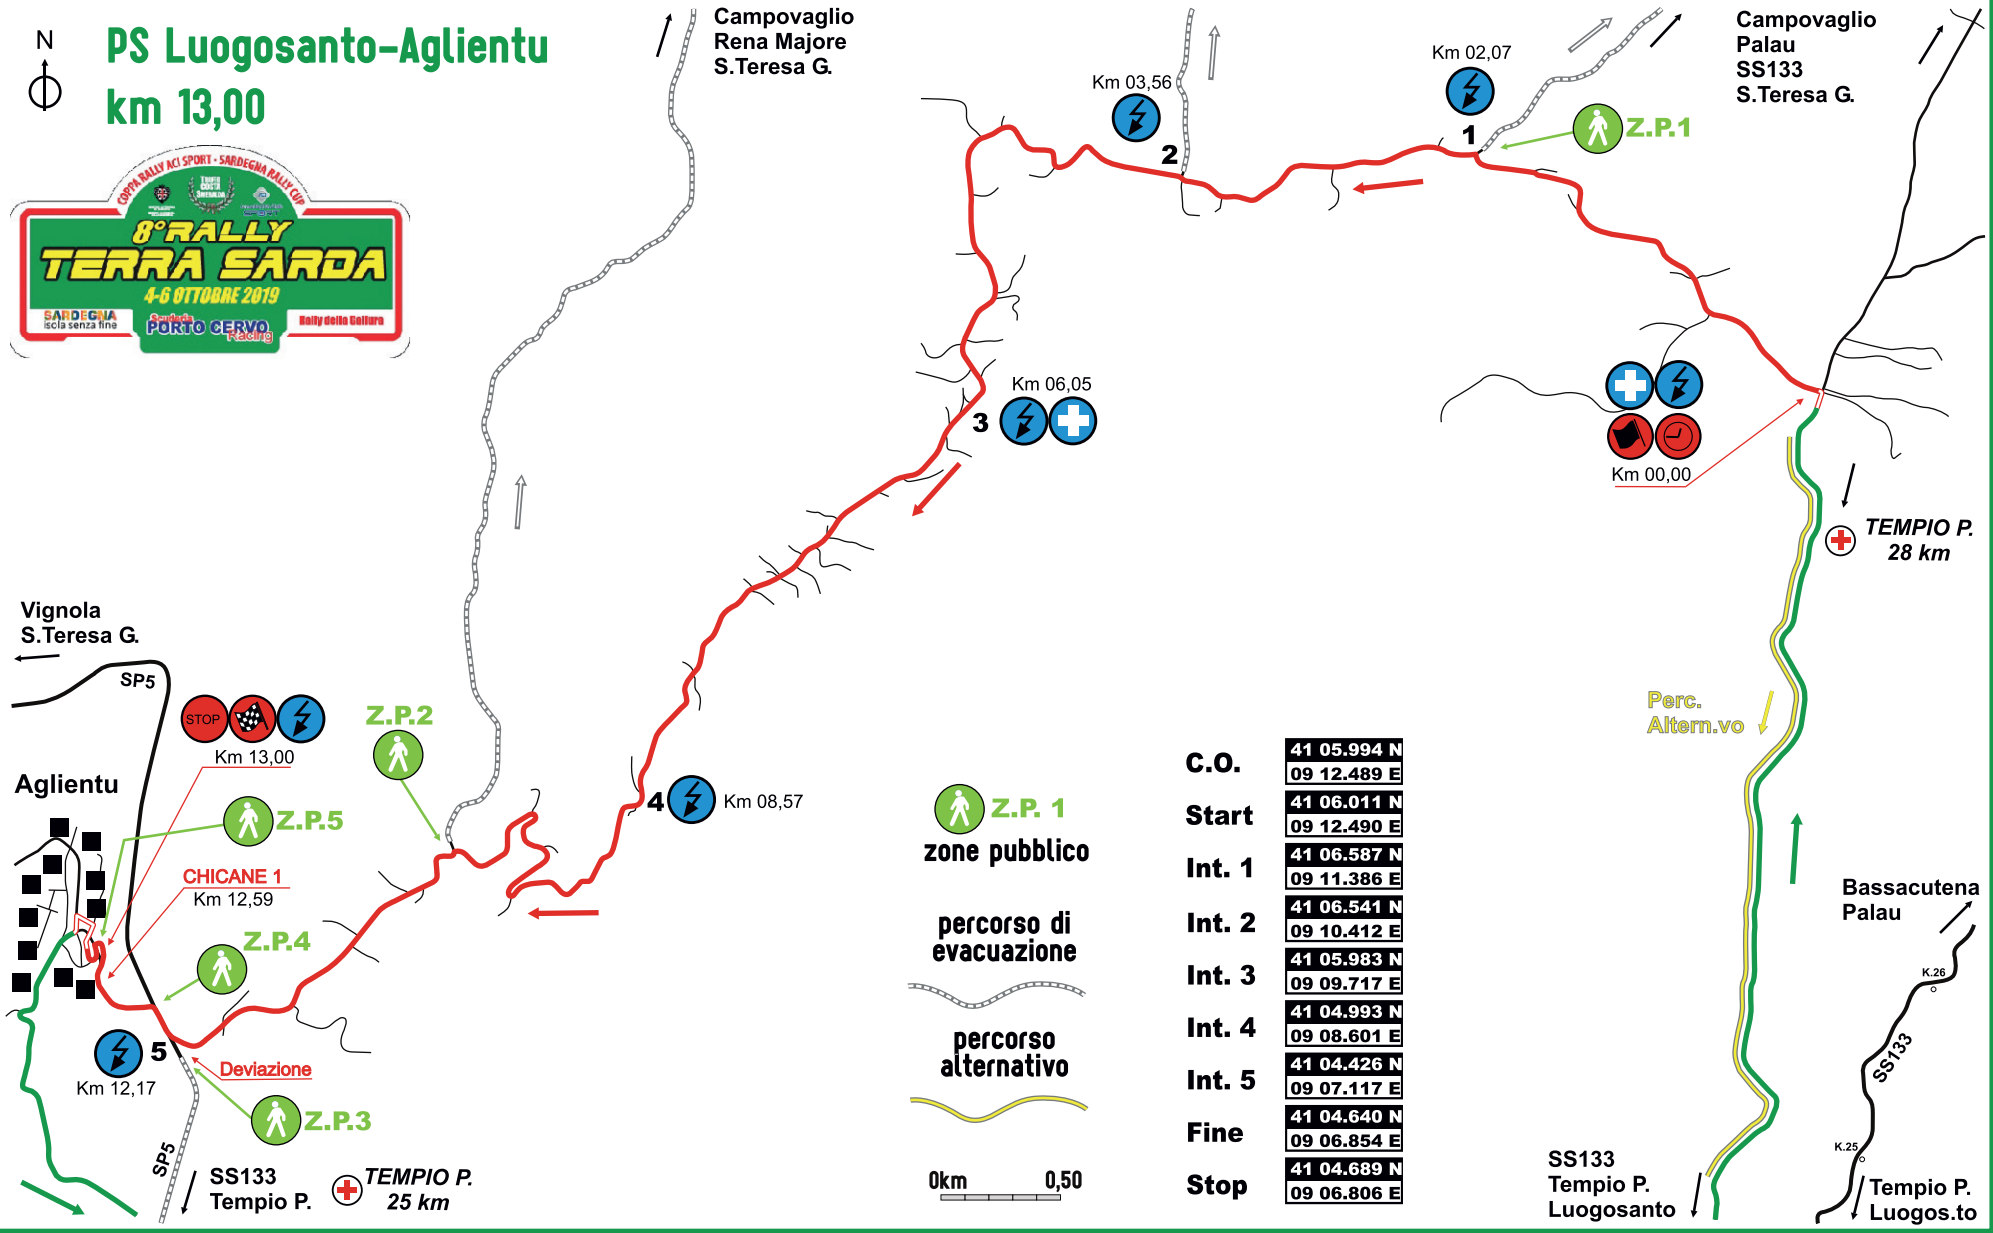 N
PS Luogosanto-Aglientu
km 13,00
COPPA RALLY ACI SPORT - SARDEGNA RALLY CUP
8° RALLY
TERRA SARDA
4-6 OTTOBRE 2019
SARDEGNA
isola senza fine
Scuderia
PORTO CERVO
Racing
Rally della Gallura
Campovaglio
Rena Majore
S.Teresa G.
Km 03,56
2
Km 02,07
1
Z.P.1
Campovaglio
Palau
SS133
S.Teresa G.
Km 06,05
3
Km 00,00
TEMPIO P.
28 km
Vignola
S.Teresa G.
SP5
STOP
Km 13,00
Z.P.2
Aglientu
Z.P.5
CHICANE 1
Km 12,59
Z.P.4
4
Km 08,57
Perc.
Altern.vo
5
Km 12,17
Deviazione
Z.P.3
SP5
SS133
Tempio P.
TEMPIO P.
25 km
Z.P. 1
zone pubblico
percorso di
evacuazione
percorso
alternativo
0km 0,50
C.O.
41 05.994 N
09 12.489 E
Start
41 06.011 N
09 12.490 E
Int. 1
41 06.587 N
09 11.386 E
Int. 2
41 06.541 N
09 10.412 E
Int. 3
41 05.983 N
09 09.717 E
Int. 4
41 04.993 N
09 08.601 E
Int. 5
41 04.426 N
09 07.117 E
Fine
41 04.640 N
09 06.854 E
Stop
41 04.689 N
09 06.806 E
Bassacutena
Palau
K.26
SS133
K.25
SS133
Tempio P.
Luogosanto
Tempio P.
Luogos.to